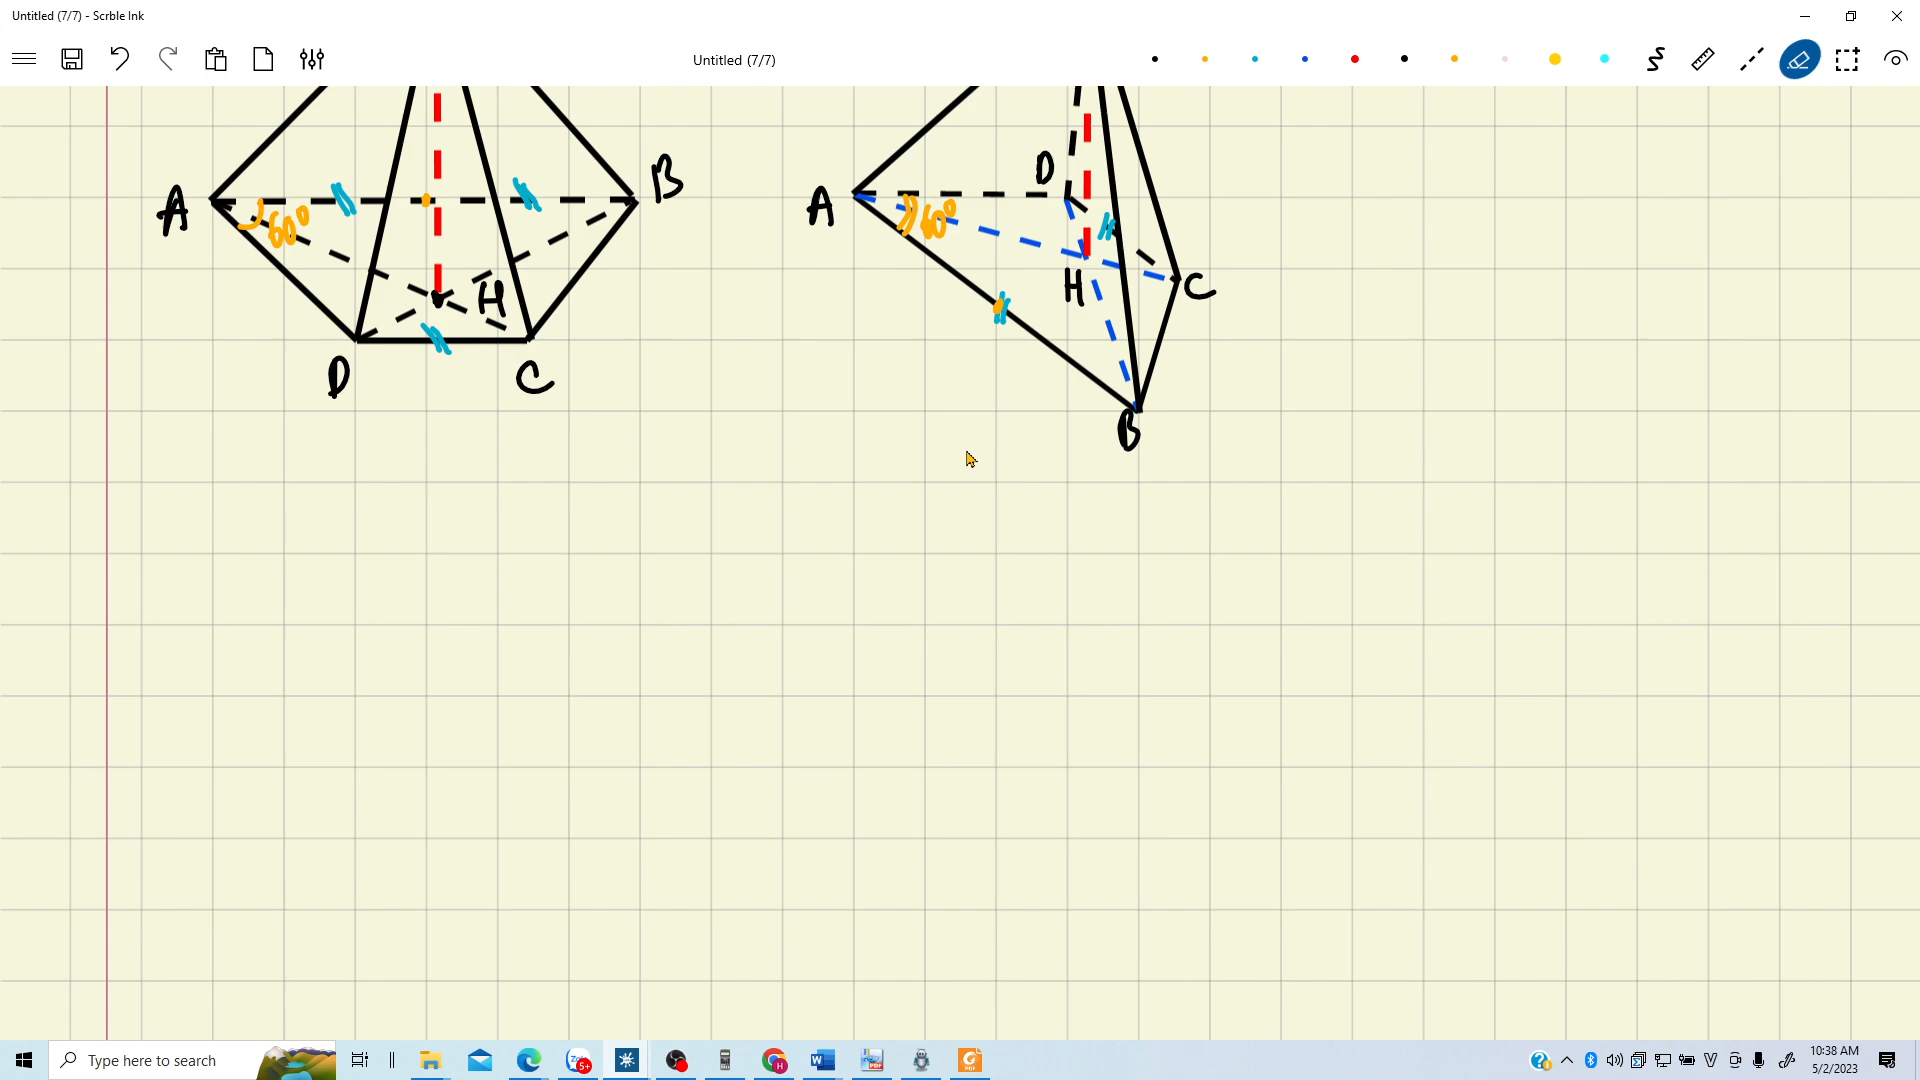 Untitled (7/7) - Scrble Ink
Untitled (7/7)
A
60°
B
H
D
C
A
60°
D
H
C
B
Type here to search
5+
10:38 AM
5/2/2023